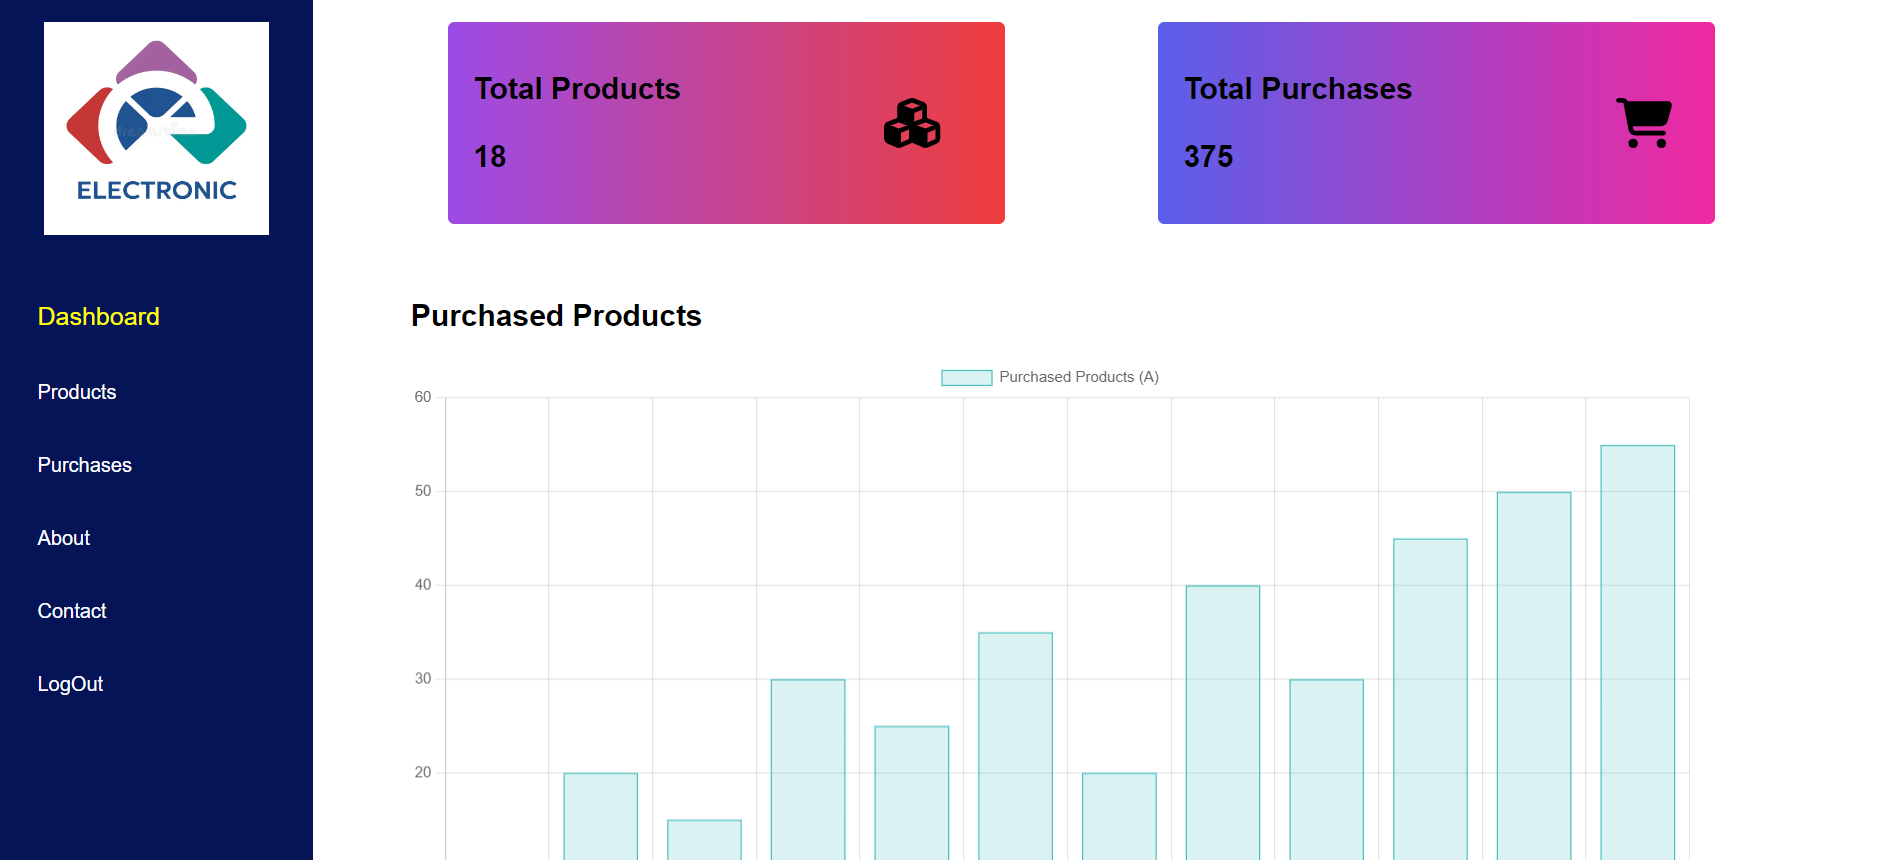 ELECTRONIC
Dashboard
Products
Purchases
About
Contact
LogOut
Total Products
18
Total Purchases
375
Purchased Products
Purchased Products (A)
60
50
40
30
20